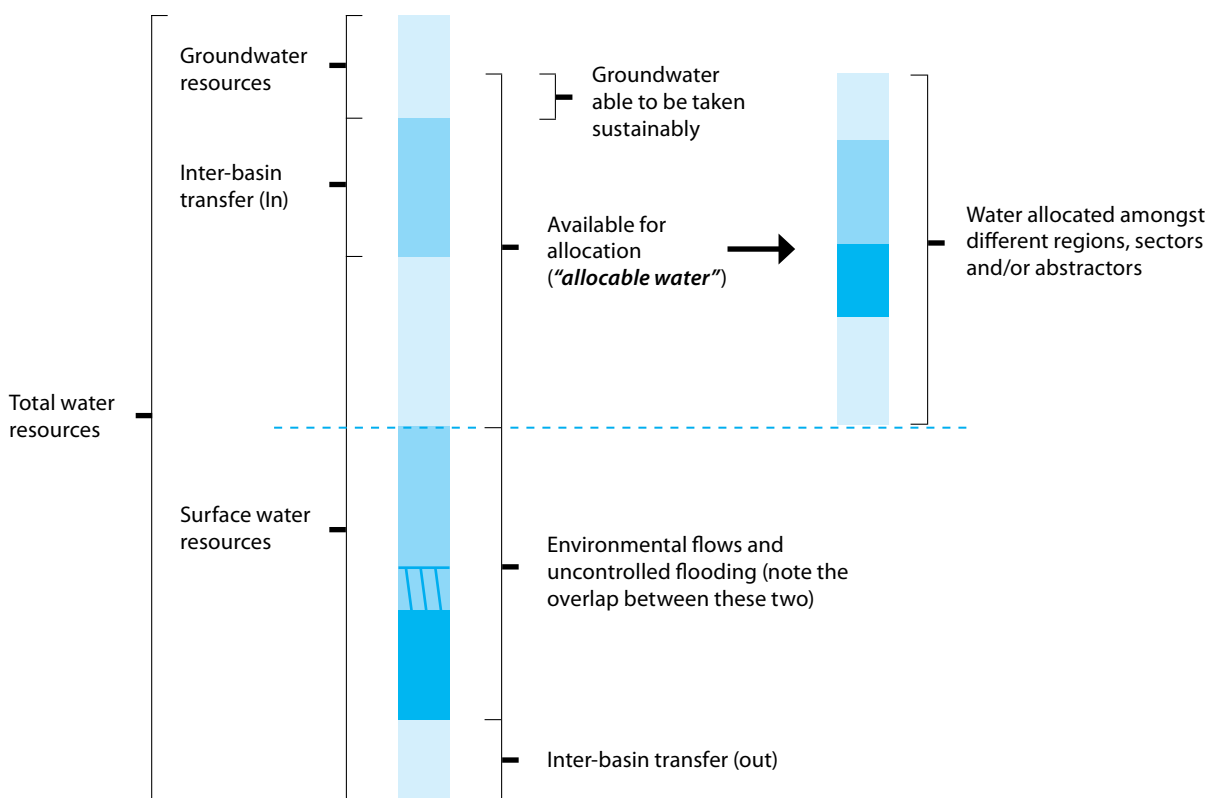 Groundwater
resources
Groundwater
able to be taken
sustainably
Inter-basin
transfer (In)
Available for
allocation
(“allocable water”)
Water allocated amongst
different regions, sectors
and/or abstractors
Total water
resources
Surface water
resources
Environmental flows and
uncontrolled flooding (note the
overlap between these two)
Inter-basin transfer (out)